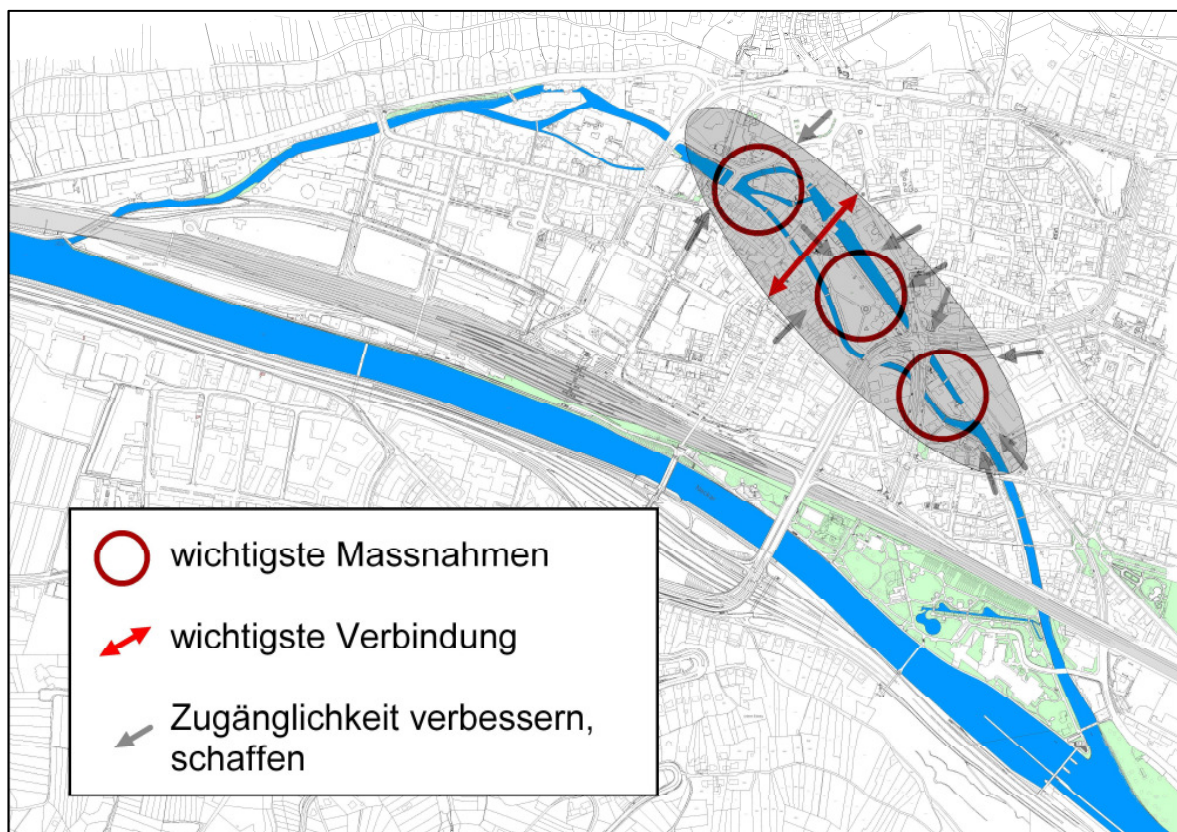 wichtigste Massnahmen
wichtigste Verbindung
Zugänglichkeit verbessern,
schaffen